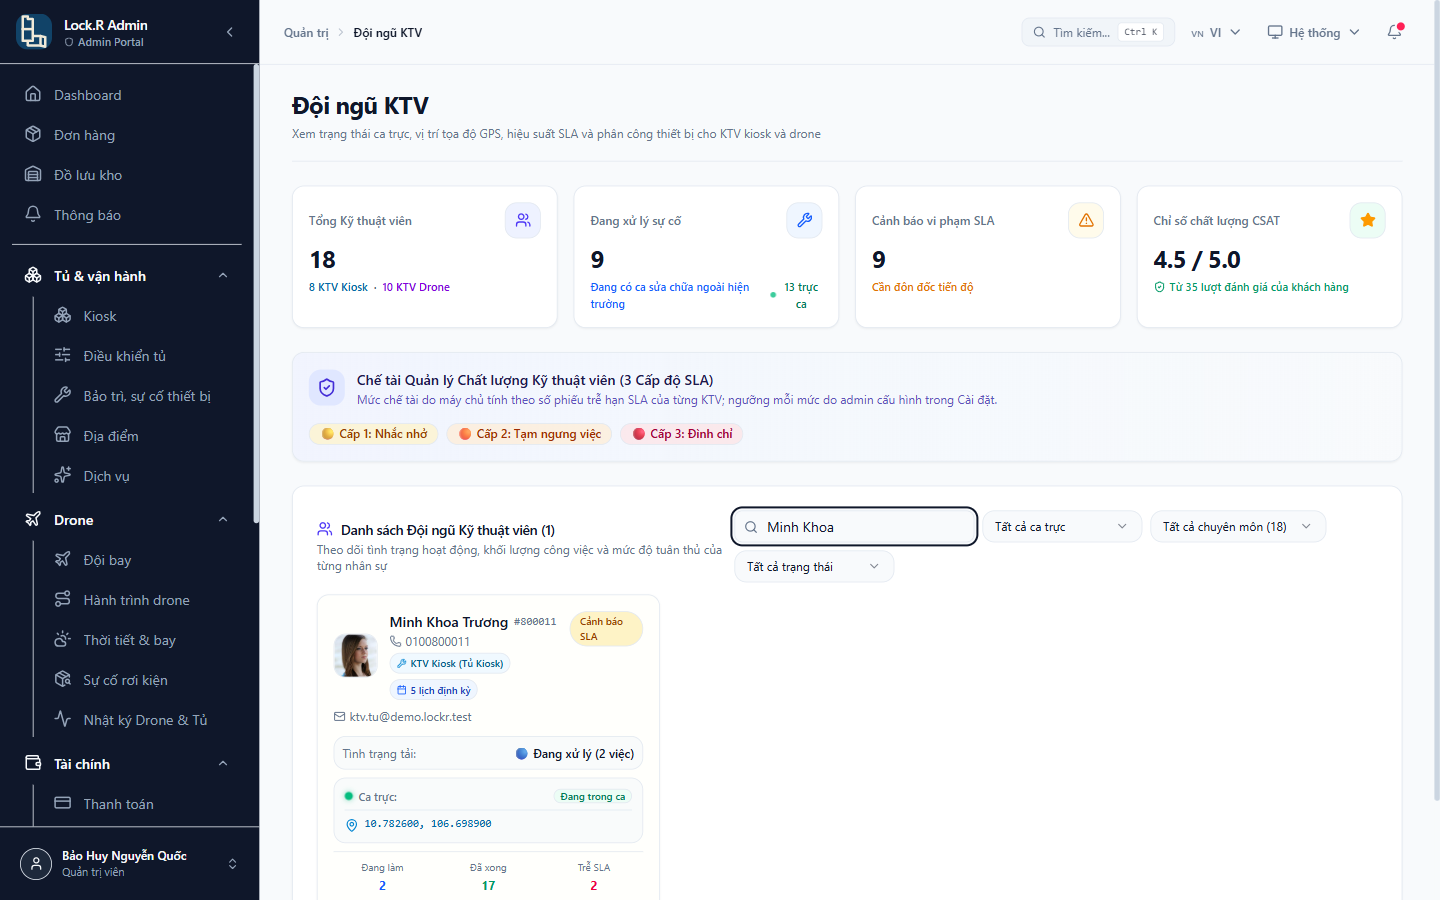 Lock.R Admin
Admin Portal
Dashboard
Đơn hàng
Đồ lưu kho
Thông báo
Tủ & vận hành
Kiosk
Điều khiển tủ
Bảo trì, sự cố thiết bị
Địa điểm
Dịch vụ
Drone
Đội bay
Hành trình drone
Thời tiết & bay
Sự cố rơi kiện
Nhật ký Drone & Tủ
Tài chính
Thanh toán
Bảo Huy Nguyễn Quốc
Quản trị viên
Quản trị > Đội ngũ KTV
Tìm kiếm... Ctrl K
VN VI
Hệ thống
Đội ngũ KTV
Xem trạng thái ca trực, vị trí tọa độ GPS, hiệu suất SLA và phân công thiết bị cho KTV kiosk và drone
Tổng Kỹ thuật viên
18
8 KTV Kiosk · 10 KTV Drone
Đang xử lý sự cố
9
Đang có ca sửa chữa ngoài hiện trường
13 trực ca
Cảnh báo vi phạm SLA
9
Cần đôn đốc tiến độ
Chỉ số chất lượng CSAT
4.5 / 5.0
Từ 35 lượt đánh giá của khách hàng
Chế tài Quản lý Chất lượng Kỹ thuật viên (3 Cấp độ SLA)
Mức chế tài do máy chủ tính theo số phiếu trễ hạn SLA của từng KTV; ngưỡng mỗi mức do admin cấu hình trong Cài đặt.
Cấp 1: Nhắc nhở
Cấp 2: Tạm ngưng việc
Cấp 3: Đình chỉ
Danh sách Đội ngũ Kỹ thuật viên (1)
Theo dõi tình trạng hoạt động, khối lượng công việc và mức độ tuân thủ của
từng nhân sự
Minh Khoa
Tất cả ca trực
Tất cả chuyên môn (18)
Tất cả trạng thái
Minh Khoa Trương #800011
Cảnh báo SLA
0100800011
KTV Kiosk (Tủ Kiosk)
5 lịch định kỳ
ktv.tu@demo.lockr.test
Tình trạng tải:
Đang xử lý (2 việc)
Ca trực:
Đang trong ca
10.782600, 106.698900
Đang làm
2
Đã xong
17
Trễ SLA
2